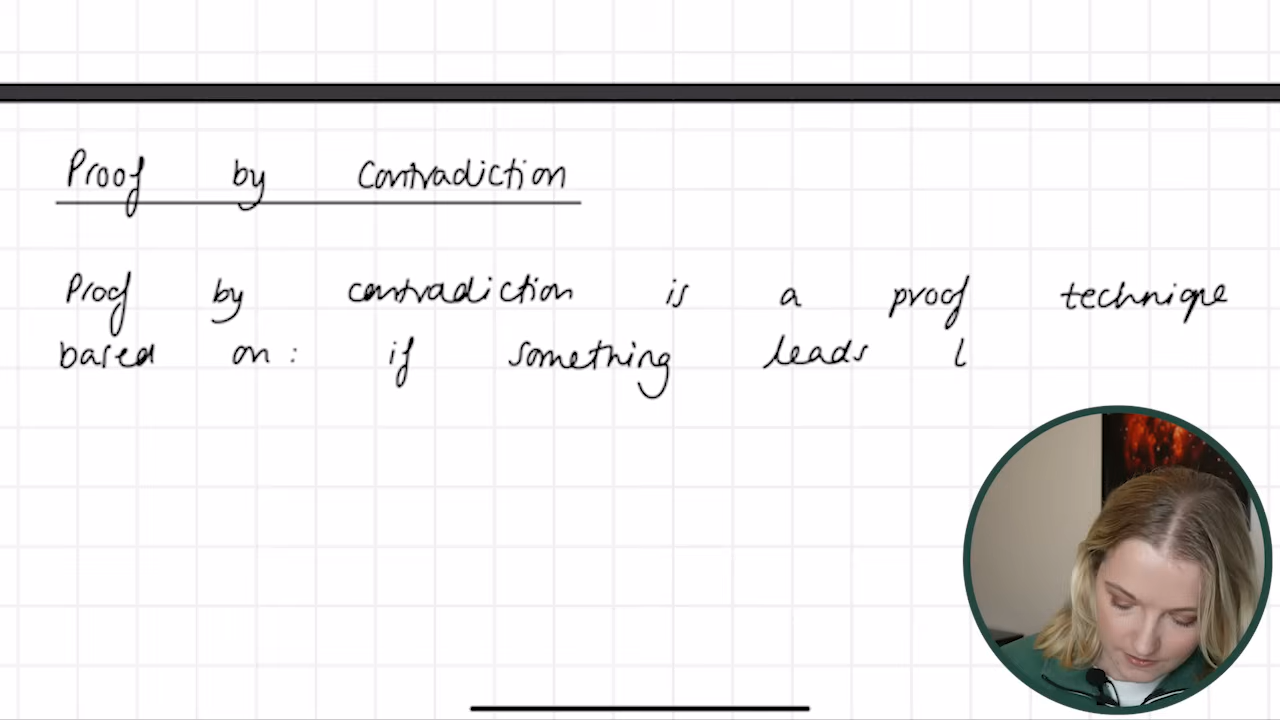 Proof by Contradiction
Proof by contradiction is a proof technique
based on: if something leads